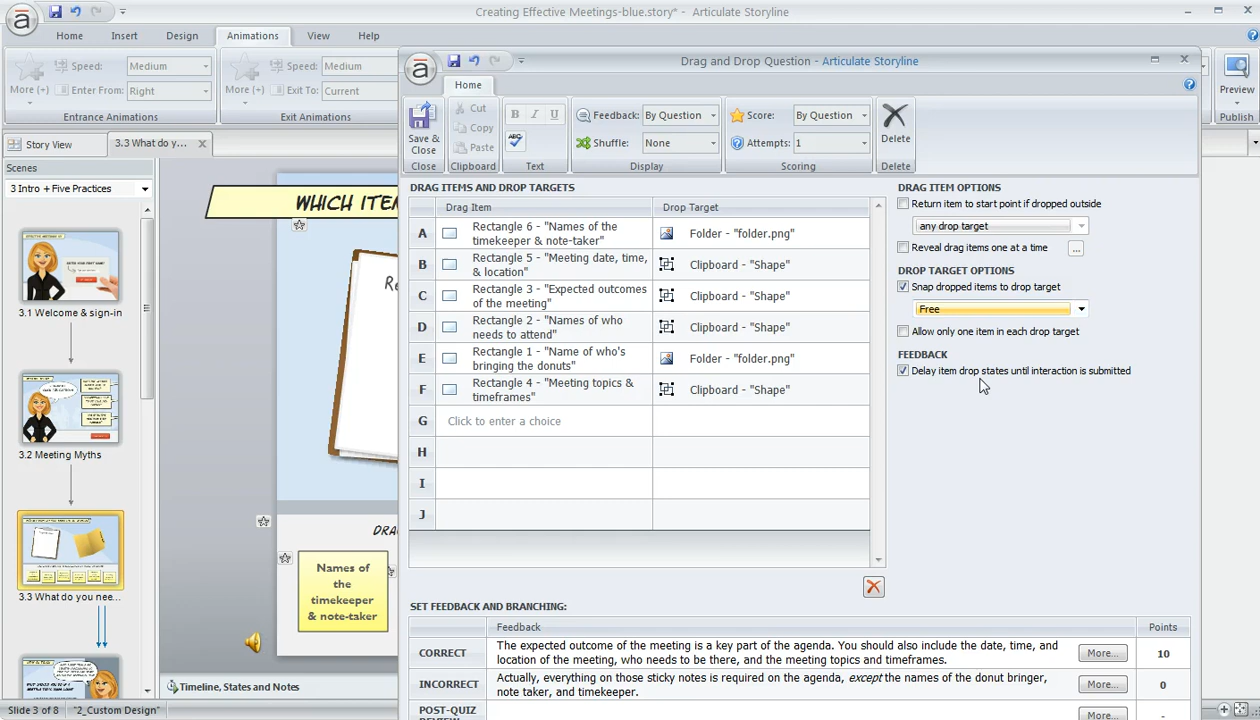 Creating Effective Meetings-blue.story* - Articulate Storyline
Home Insert Design Animations View Help
Speed: Medium
More (+) Enter From: Right
Entrance Animations
Speed: Medium
More (+) Exit To: Current
Exit Animations
Preview
Publish
Story View
3.3 What do y...
Scenes
3 Intro + Five Practices
3.1 Welcome & sign-in
3.2 Meeting Myths
3.3 What do you nee...
WHICH ITE
DRA
Names of
the
timekeeper
& note-taker
Timeline, States and Notes
Slide 3 of 8 "2_Custom Design"
Drag and Drop Question - Articulate Storyline
Home
Save &
Close
Close
Cut
Copy
Paste
Clipboard
B I U
ABC
Text
Feedback: By Question
Shuffle: None
Display
Score: By Question
Attempts: 1
Scoring
Delete
Delete
DRAG ITEMS AND DROP TARGETS
Drag Item Drop Target
A Rectangle 6 - "Names of the
timekeeper & note-taker" Folder - "folder.png"
B Rectangle 5 - "Meeting date, time,
& location" Clipboard - "Shape"
C Rectangle 3 - "Expected outcomes
of the meeting" Clipboard - "Shape"
D Rectangle 2 - "Names of who
needs to attend" Clipboard - "Shape"
E Rectangle 1 - "Name of who's
bringing the donuts" Folder - "folder.png"
F Rectangle 4 - "Meeting topics &
timeframes" Clipboard - "Shape"
G Click to enter a choice
H
I
J
DRAG ITEM OPTIONS
Return item to start point if dropped outside
any drop target
Reveal drag items one at a time ...
DROP TARGET OPTIONS
Snap dropped items to drop target
Free
Allow only one item in each drop target
FEEDBACK
Delay item drop states until interaction is submitted
SET FEEDBACK AND BRANCHING:
Feedback Points
CORRECT The expected outcome of the meeting is a key part of the agenda. You should also include the date, time, and
location of the meeting, who needs to be there, and the meeting topics and timeframes. More... 10
INCORRECT Actually, everything on those sticky notes is required on the agenda, except the names of the donut bringer,
note taker, and timekeeper. More... 0
POST-QUIZ
REVIEW More... -